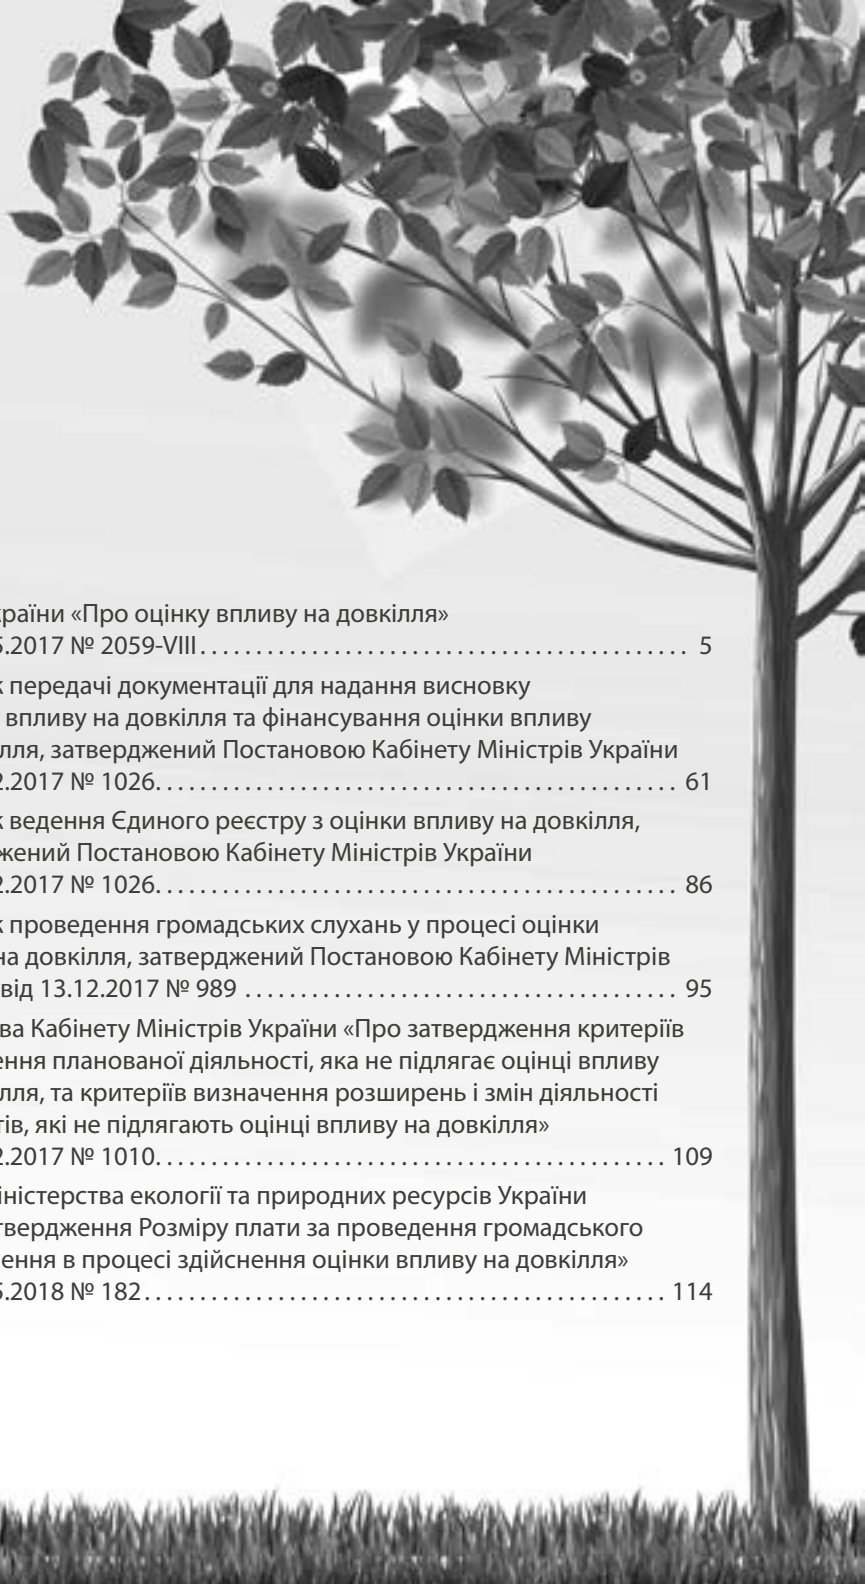 країни «Про оцінку впливу на довкілля»
5.2017 № 2059-VIII........................................... 5
к передачі документації для надання висновку
впливу на довкілля та фінансування оцінки впливу
лля, затверджений Постановою Кабінету Міністрів України
2.2017 № 1026.............................................. 61
к ведення Єдиного реєстру з оцінки впливу на довкілля,
жений Постановою Кабінету Міністрів України
2.2017 № 1026.............................................. 86
к проведення громадських слухань у процесі оцінки
на довкілля, затверджений Постановою Кабінету Міністрів
від 13.12.2017 № 989 ...................................... 95
ва Кабінету Міністрів України «Про затвердження критеріїв
ення планованої діяльності, яка не підлягає оцінці впливу
лля, та критеріїв визначення розширень і змін діяльності
тів, які не підлягають оцінці впливу на довкілля»
2.2017 № 1010............................................. 109
іністерства екології та природних ресурсів України
твердження Розміру плати за проведення громадського
ення в процесі здійснення оцінки впливу на довкілля»
5.2018 № 182.............................................. 114